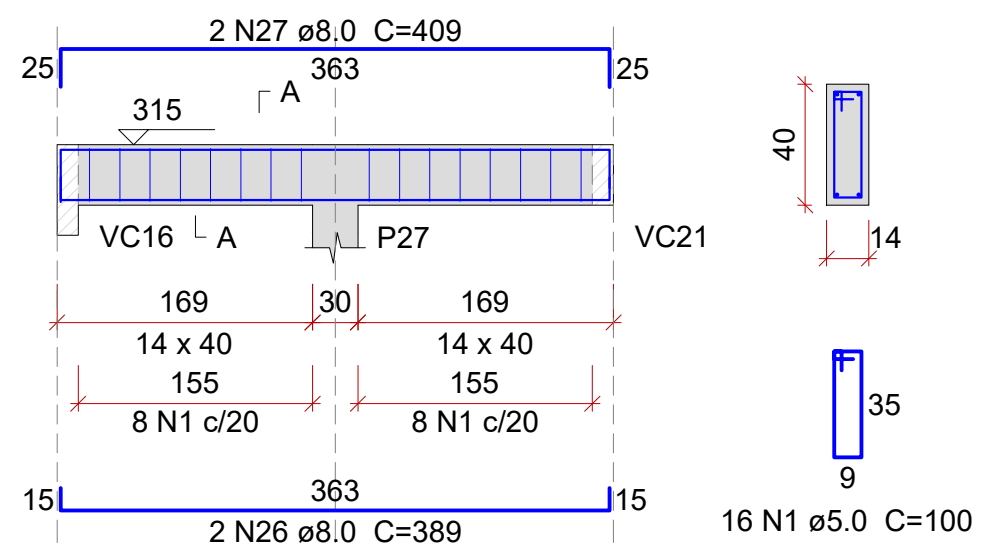 2 N27 ø8.0 C=409
25 363 25
A
315
40
VC16 A P27 VC21
14
169 30 169
14 x 40 14 x 40
155 155
8 N1 c/20 8 N1 c/20
35
9
15 363 15
2 N26 ø8.0 C=389
16 N1 ø5.0 C=100